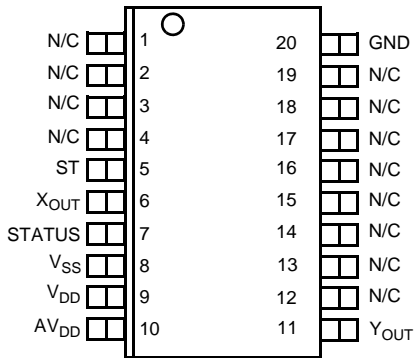 N/C 1 20 GND
N/C 2 19 N/C
N/C 3 18 N/C
N/C 4 17 N/C
ST 5 16 N/C
XOUT 6 15 N/C
STATUS 7 14 N/C
VSS 8 13 N/C
VDD 9 12 N/C
AVDD 10 11 YOUT